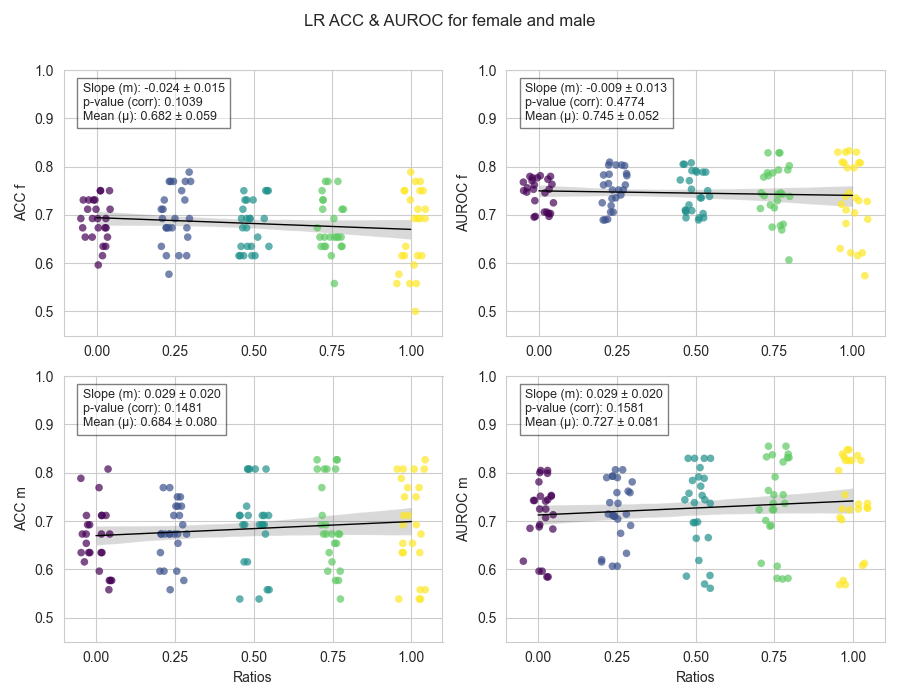 LR ACC & AUROC for female and male
1.0
Slope (m): -0.024 ± 0.015
p-value (corr): 0.1039
Mean (μ): 0.682 ± 0.059
0.9
0.8
0.7
0.6
0.5
ACC f
0.00 0.25 0.50 0.75 1.00
1.0
Slope (m): -0.009 ± 0.013
p-value (corr): 0.4774
Mean (μ): 0.745 ± 0.052
0.9
0.8
0.7
0.6
0.5
AUROC f
0.00 0.25 0.50 0.75 1.00
1.0
Slope (m): 0.029 ± 0.020
p-value (corr): 0.1481
Mean (μ): 0.684 ± 0.080
0.9
0.8
0.7
0.6
0.5
ACC m
0.00 0.25 0.50 0.75 1.00
Ratios
1.0
Slope (m): 0.029 ± 0.020
p-value (corr): 0.1581
Mean (μ): 0.727 ± 0.081
0.9
0.8
0.7
0.6
0.5
AUROC m
0.00 0.25 0.50 0.75 1.00
Ratios